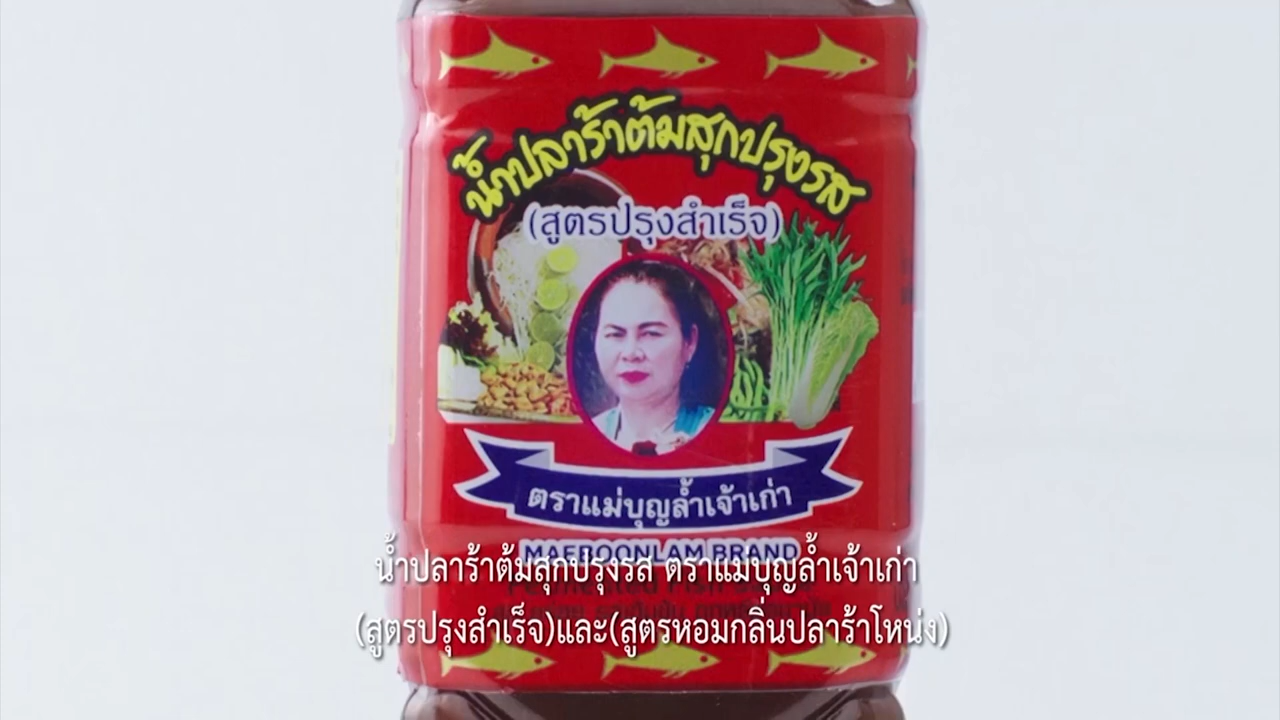 น้ำปลาร้าต้มสุกปรุงรส
(สูตรปรุงสำเร็จ)
ตราแม่บุญล้ำเจ้าเก่า
MAEBOONLAM BRAND
น้ำปลาร้าต้มสุกปรุงรส ตราแม่บุญล้ำเจ้าเก่า
(สูตรปรุงสำเร็จ)และ(สูตรหอมกลิ่นปลาร้าโหน่ง)